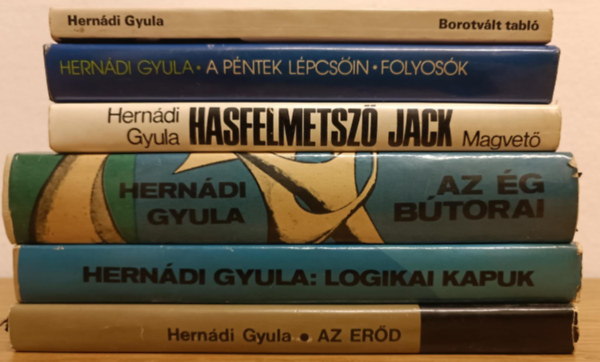 Hernádi Gyula Borotvált tabló
HERNÁDI GYULA • A PÉNTEK LÉPCSŐIN • FOLYOSÓK
Hernádi
Gyula HASFELMETSZŐ JACK Magvető
HERNÁDI
GYULA
AZ ÉG
BÚTORAI
HERNÁDI GYULA: LOGIKAI KAPUK
Hernádi Gyula • AZ ERŐD